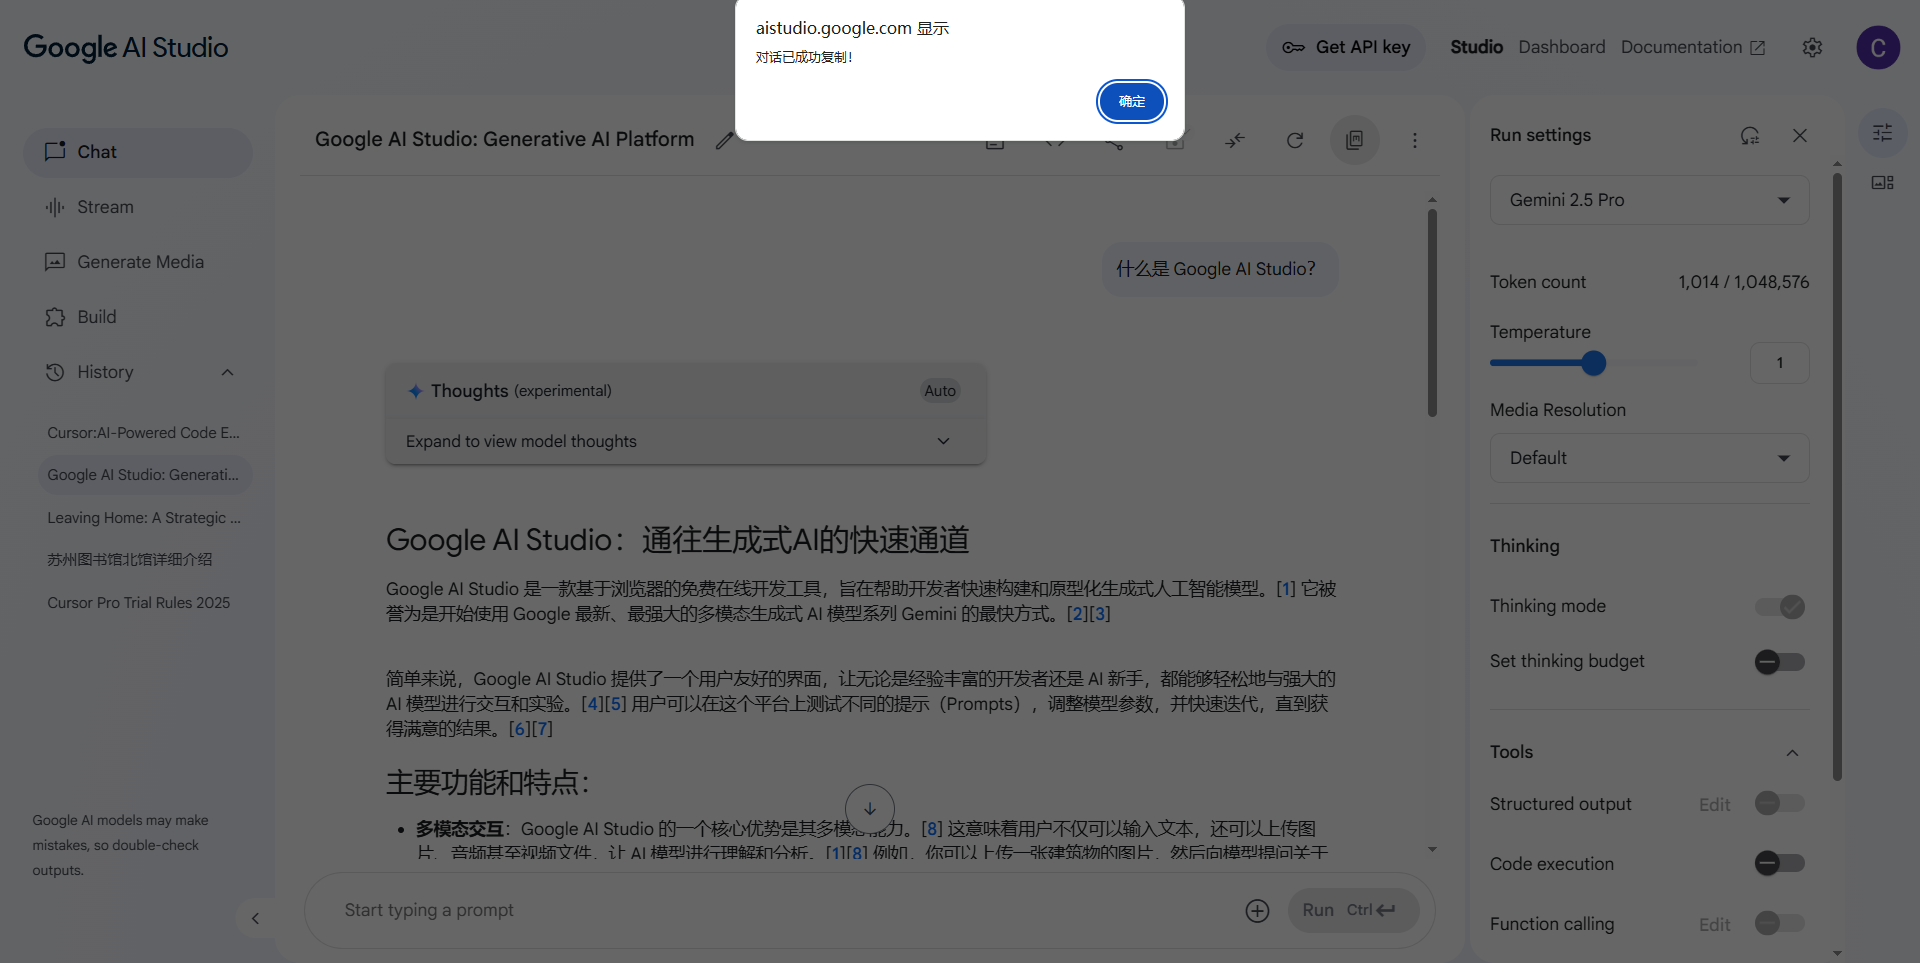 aistudio.google.com 显示
对话已成功复制！
确定
Google AI Studio
Get API key
Studio
Dashboard
Documentation
C
Chat
Stream
Generate Media
Build
History
Cursor:AI-Powered Code E...
Google AI Studio: Generati...
Leaving Home: A Strategic ...
苏州图书馆北馆详细介绍
Cursor Pro Trial Rules 2025
Google AI models may make
mistakes, so double-check
outputs.
Google AI Studio: Generative AI Platform
什么是 Google AI Studio?
Thoughts (experimental)
Auto
Expand to view model thoughts
Google AI Studio：通往生成式AI的快速通道
Google AI Studio 是一款基于浏览器的免费在线开发工具，旨在帮助开发者快速构建和原型化生成式人工智能模型。[1] 它被
誉为是开始使用 Google 最新、最强大的多模态生成式 AI 模型系列 Gemini 的最快方式。[2][3]
简单来说，Google AI Studio 提供了一个用户友好的界面，让无论是经验丰富的开发者还是 AI 新手，都能够轻松地与强大的
AI 模型进行交互和实验。[4][5] 用户可以在这个平台上测试不同的提示（Prompts），调整模型参数，并快速迭代，直到获
得满意的结果。[6][7]
主要功能和特点：
• 多模态交互：Google AI Studio 的一个核心优势是其多模态能力。[8] 这意味着用户不仅可以输入文本，还可以上传图
片、音频甚至视频文件，让 AI 模型进行理解和分析。[1][8] 例如，你可以上传一张建筑物的图片，然后向模型提问关于
Start typing a prompt
Run Ctrl
Run settings
Gemini 2.5 Pro
Token count 1,014 / 1,048,576
Temperature
1
Media Resolution
Default
Thinking
Thinking mode
Set thinking budget
Tools
Structured output Edit
Code execution
Function calling Edit